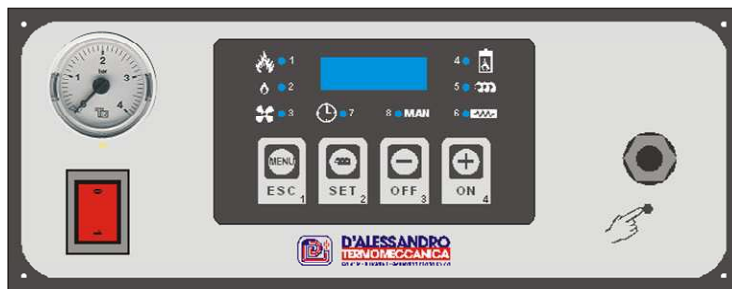 2
bar
1
3
4
1
2
3
7
8 MAN
4
5
6
MENU
ESC 1
SET 2
OFF 3
ON 4
D'ALESSANDRO
TERMOMECCANICA